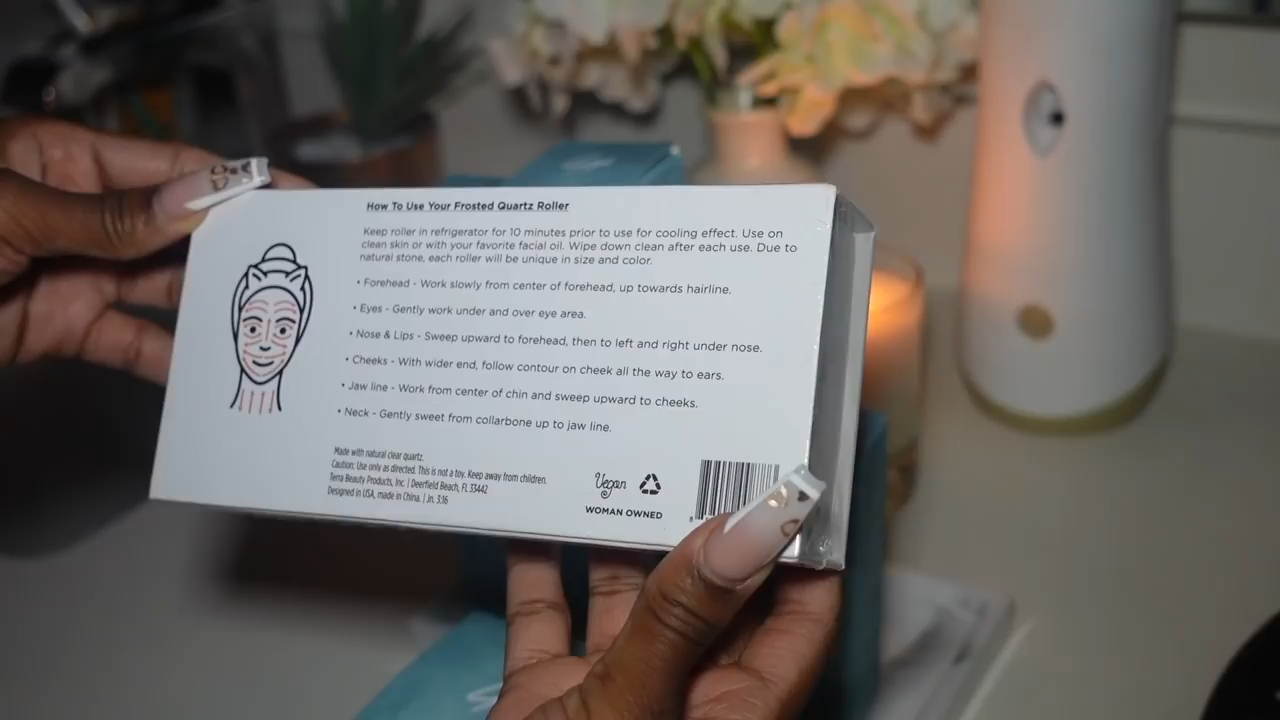 How To Use Your Frosted Quartz Roller
Keep roller in refrigerator for 10 minutes prior to use for cooling effect. Use on
clean skin or with your favorite facial oil. Wipe down clean after each use. Due to
natural stone, each roller will be unique in size and color.
• Forehead - Work slowly from center of forehead, up towards hairline.
• Eyes - Gently work under and over eye area.
• Nose & Lips - Sweep upward to forehead, then to left and right under nose.
• Cheeks - With wider end, follow contour on cheek all the way to ears.
• Jaw line - Work from center of chin and sweep upward to cheeks.
• Neck - Gently sweet from collarbone up to jaw line.
Made with natural clear quartz.
Caution: Use only as directed. This is not a toy. Keep away from children.
Terra Beauty Products, Inc. | Deerfield Beach, FL 33442
Designed in USA, made in China. | Jn. 3:16
Vegan
WOMAN OWNED